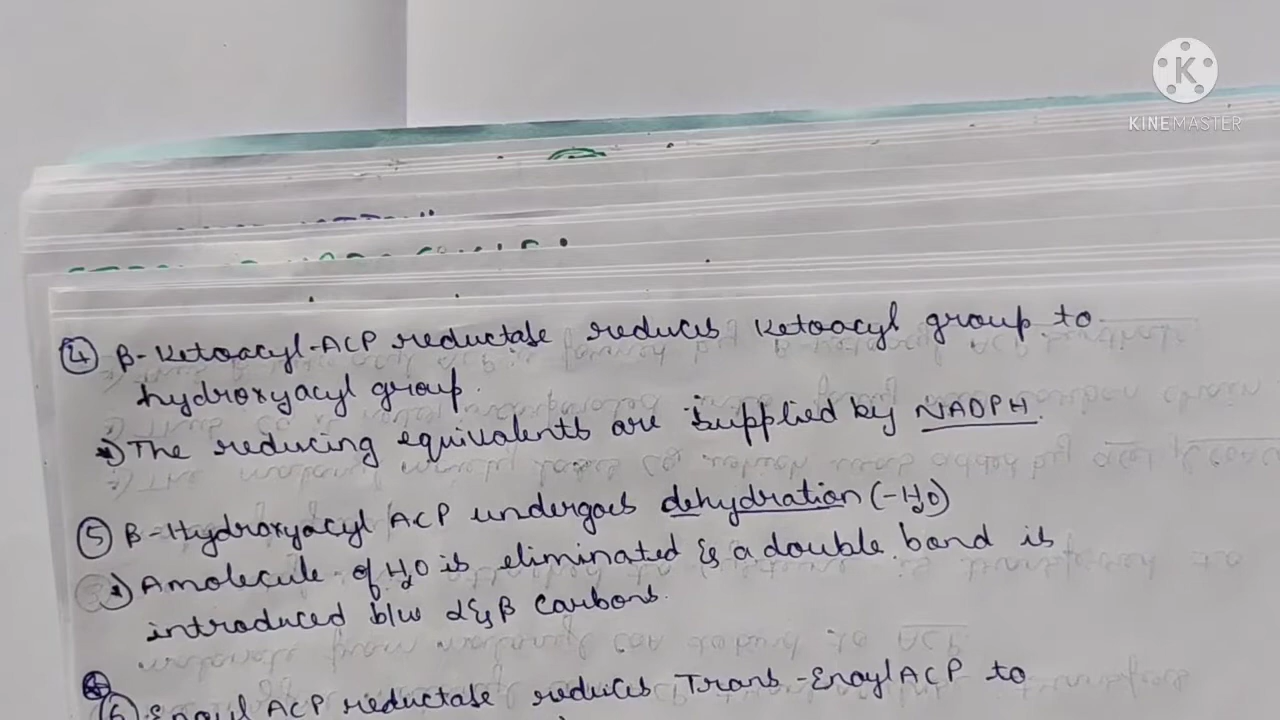 KINEMASTER
④ β-Ketoacyl-ACP reductase reduces Ketoacyl group to
hydroxyacyl group.
The reducing equivalents are supplied by NADPH.
⑤ β-Hydroxyacyl ACP undergoes dehydration (-H2O)
A molecule of H2O is eliminated & a double bond is
introduced b/w α & β Carbons.
⑥ Enoyl ACP reductase reduces Trans-Enoyl ACP to